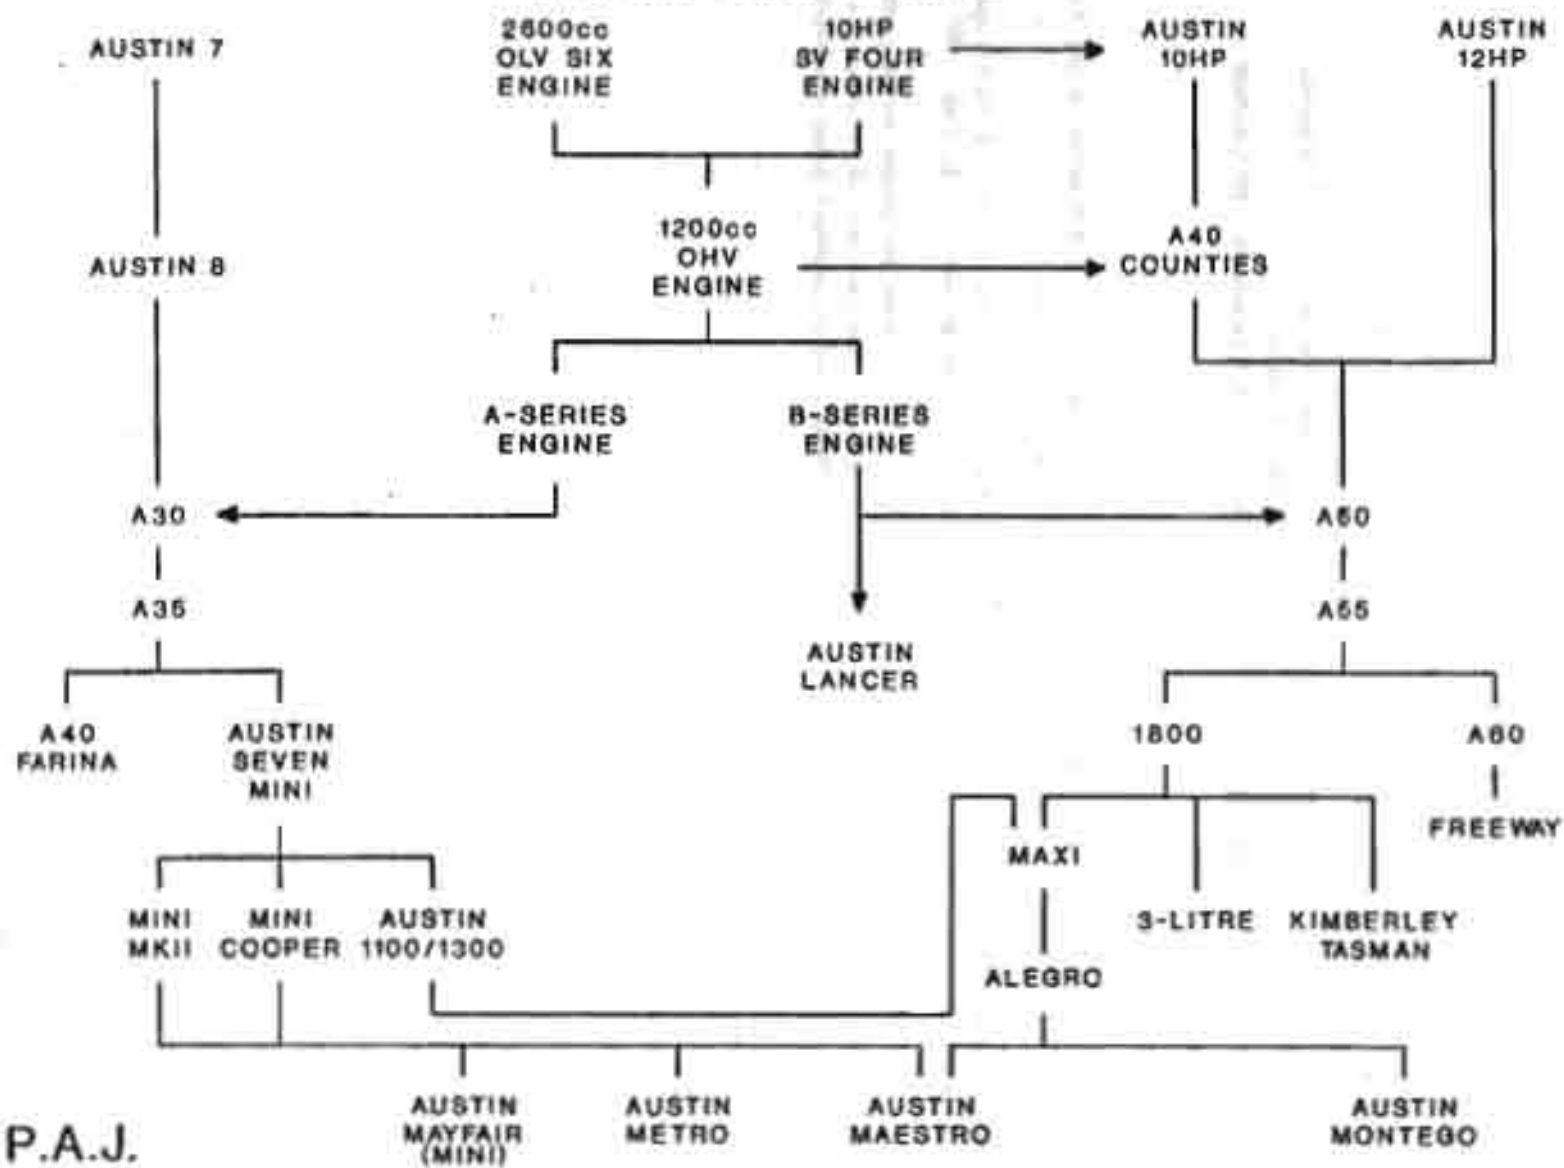 AUSTIN 7
2600cc
OLV SIX
ENGINE
10HP
SV FOUR
ENGINE
AUSTIN
10HP
AUSTIN
12HP
AUSTIN 8
1200cc
OHV
ENGINE
A40
COUNTIES
A-SERIES
ENGINE
B-SERIES
ENGINE
A30
A50
A35
A55
AUSTIN
LANCER
A40
FARINA
AUSTIN
SEVEN
MINI
1800
A60
FREEWAY
MAXI
MINI
MKII
MINI
COOPER
AUSTIN
1100/1300
3-LITRE
KIMBERLEY
TASMAN
ALEGRO
AUSTIN
MAYFAIR
(MINI)
AUSTIN
METRO
AUSTIN
MAESTRO
AUSTIN
MONTEGO
P.A.J.